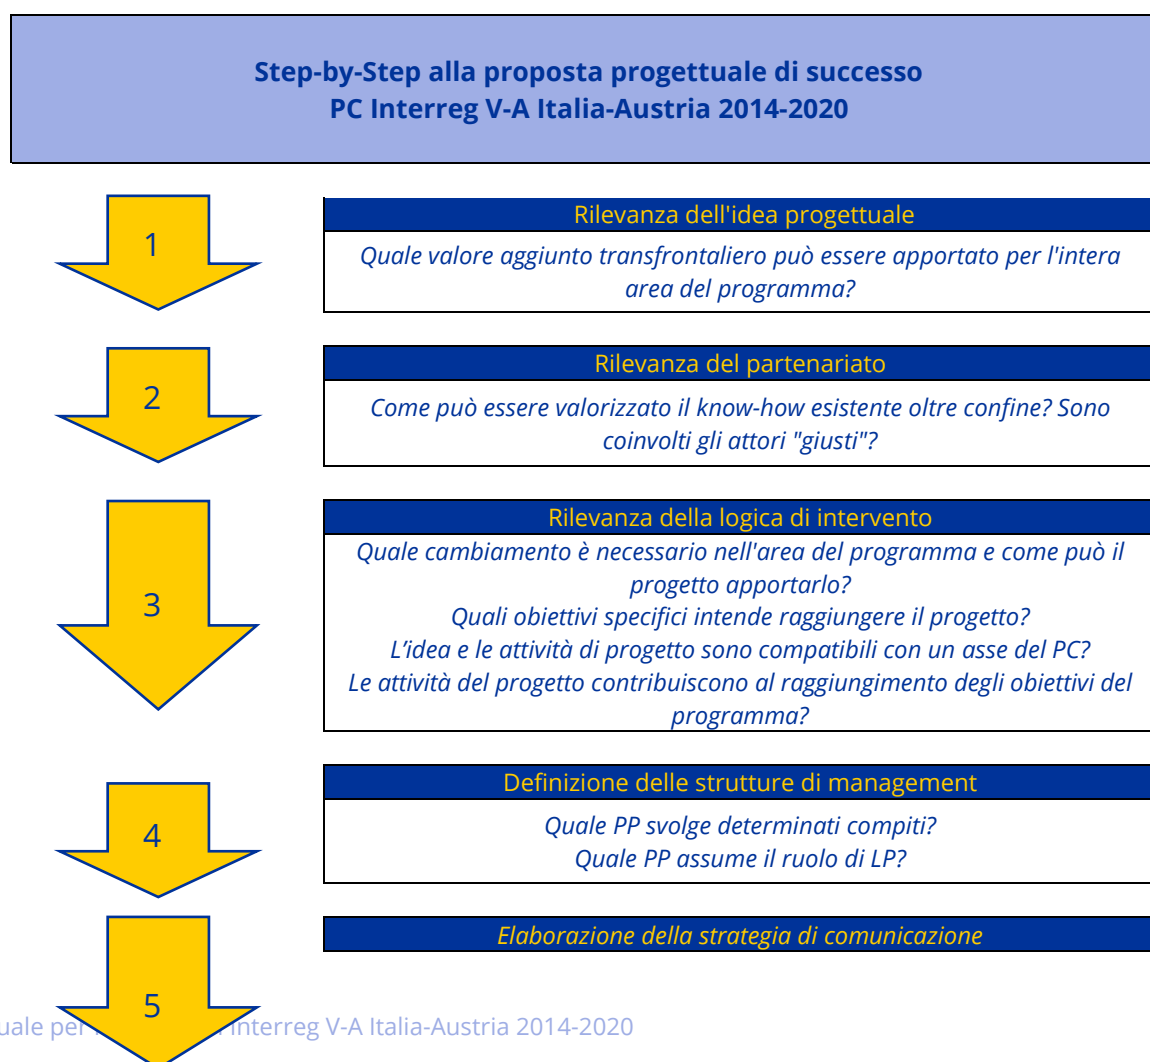 Step-by-Step alla proposta progettuale di successo
PC Interreg V-A Italia-Austria 2014-2020
1
Rilevanza dell'idea progettuale
Quale valore aggiunto transfrontaliero può essere apportato per l'intera
area del programma?
2
Rilevanza del partenariato
Come può essere valorizzato il know-how esistente oltre confine? Sono
coinvolti gli attori "giusti"?
3
Rilevanza della logica di intervento
Quale cambiamento è necessario nell'area del programma e come può il
progetto apportarlo?
Quali obiettivi specifici intende raggiungere il progetto?
L’idea e le attività di progetto sono compatibili con un asse del PC?
Le attività del progetto contribuiscono al raggiungimento degli obiettivi del
programma?
4
Definizione delle strutture di management
Quale PP svolge determinati compiti?
Quale PP assume il ruolo di LP?
5
Elaborazione della strategia di comunicazione
Interreg V-A Italia-Austria 2014-2020